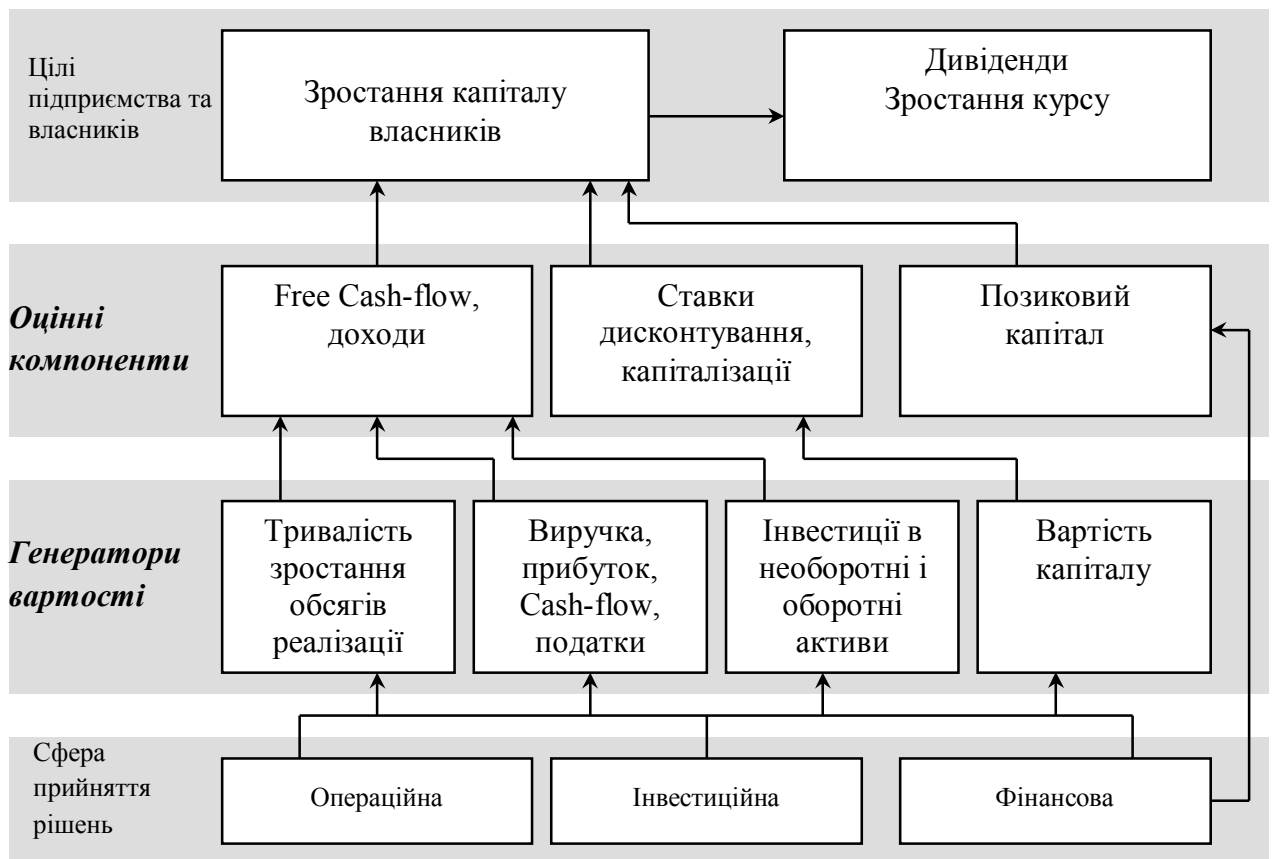 Цілі
підприємства та
власників
Зростання капіталу
власників
Дивіденди
Зростання курсу
Оцінні
компоненти
Free Cash-flow,
доходи
Ставки
дисконтування,
капіталізації
Позиковий
капітал
Генератори
вартості
Тривалість
зростання
обсягів
реалізації
Виручка,
прибуток,
Cash-flow,
податки
Інвестиції в
необоротні і
оборотні
активи
Вартість
капіталу
Сфера
прийняття
рішень
Операційна
Інвестиційна
Фінансова